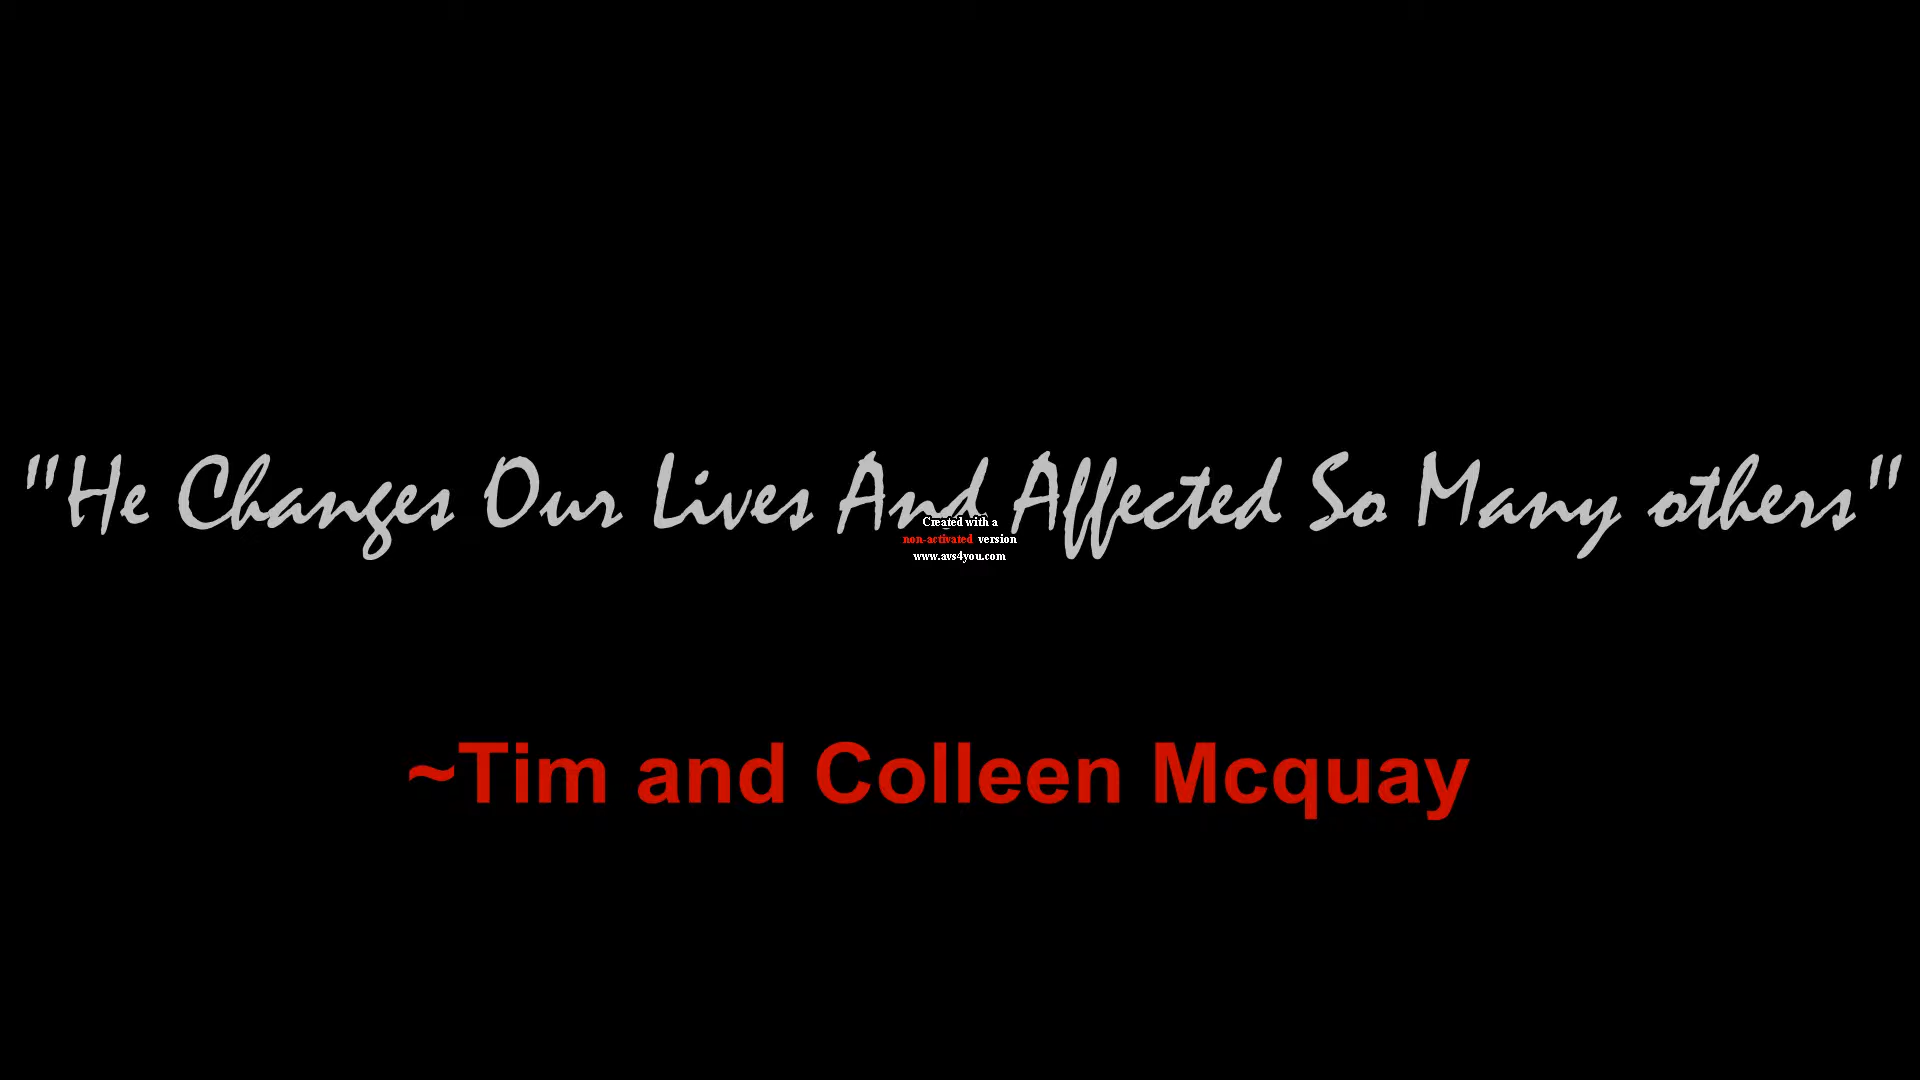 "He Changes Our Lives And Affected So Many others"
Created with a
non-activated version
www.avs4you.com
~Tim and Colleen Mcquay